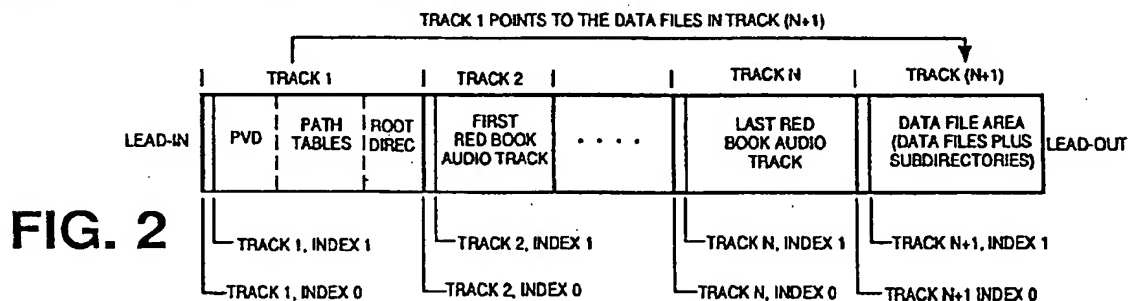 TRACK 1 POINTS TO THE DATA FILES IN TRACK (N+1)
TRACK 1 TRACK 2 TRACK N TRACK (N+1)
LEAD-IN
PVD
PATH
TABLES
ROOT
DIREC
FIRST
RED BOOK
AUDIO TRACK
. . . .
LAST RED
BOOK AUDIO
TRACK
DATA FILE AREA
(DATA FILES PLUS
SUBDIRECTORIES)
LEAD-OUT
FIG. 2
TRACK 1, INDEX 1 TRACK 2, INDEX 1 TRACK N, INDEX 1 TRACK N+1, INDEX 1
TRACK 1, INDEX 0 TRACK 2, INDEX 0 TRACK N, INDEX 0 TRACK N+1 INDEX 0